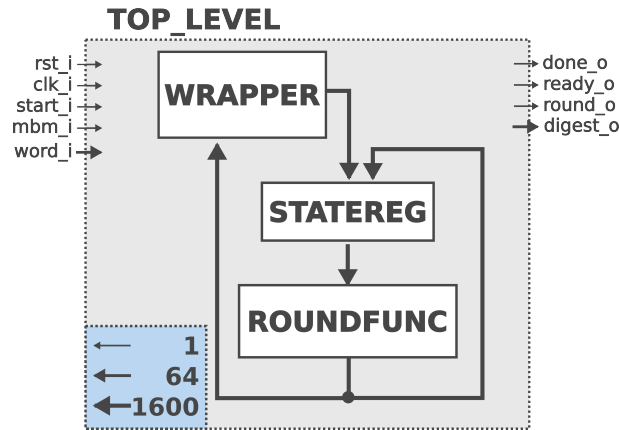 TOP_LEVEL
rst_i
clk_i
start_i
mbm_i
word_i
WRAPPER
done_o
ready_o
round_o
digest_o
STATEREG
ROUNDFUNC
1
64
1600